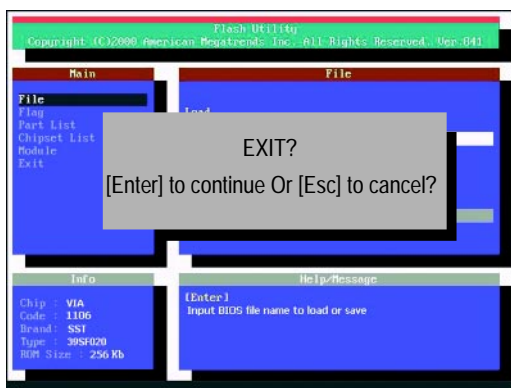 Flash Utility
Copyright (C)2000 American Megatrends Inc. All Rights Reserved. Ver.841
Main
File
File
Flag
Part List
Chipset List
Module
Exit
Load
EXIT?
[Enter] to continue Or [Esc] to cancel?
Info
Chip : VIA
Code : 1106
Brand: SST
Type : 39SF020
ROM Size : 256 Kb
Help/Message
[Enter]
Input BIOS file name to load or save